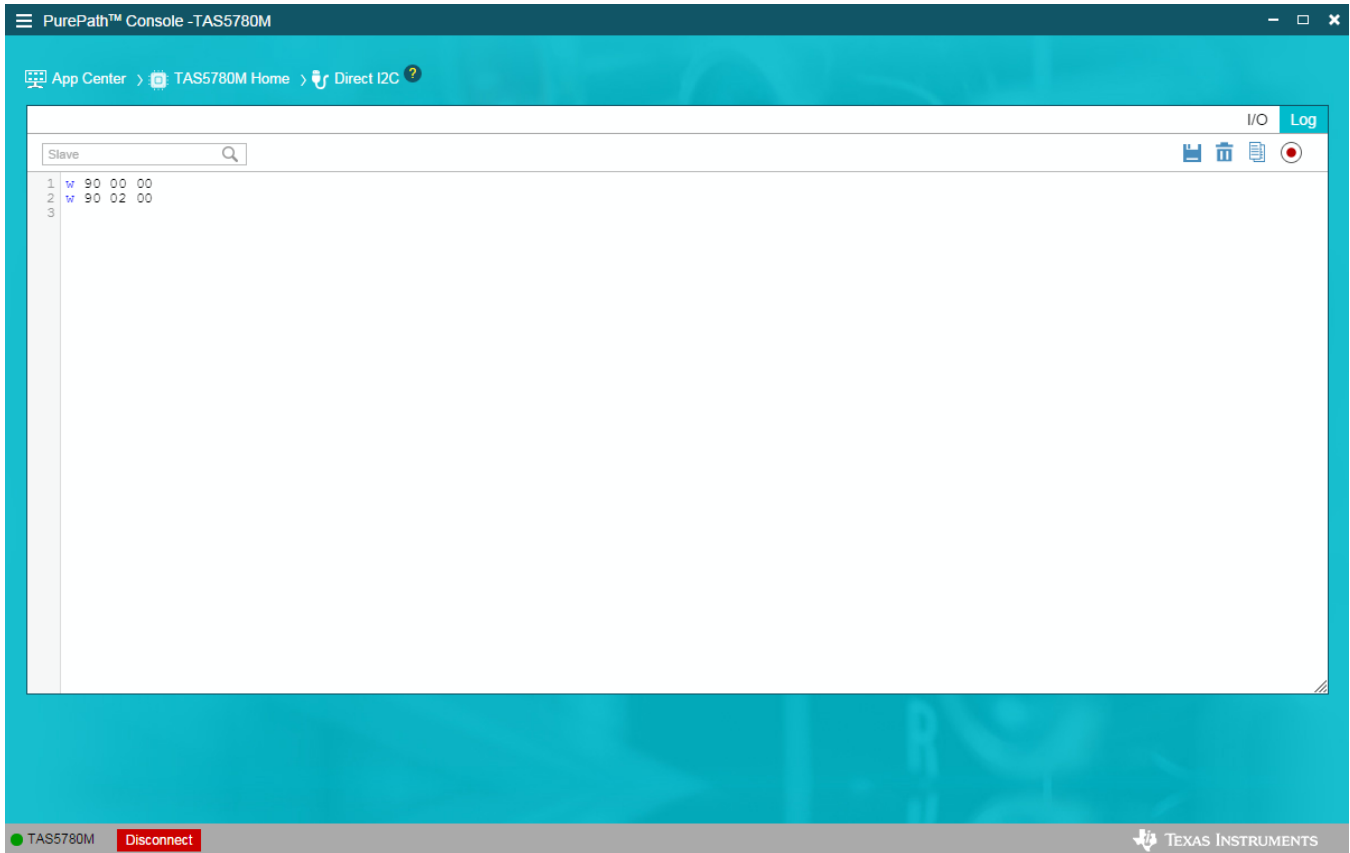 PurePath™ Console -TAS5780M
App Center > TAS5780M Home > Direct I2C ?
I/O Log
Slave
1 w 90 00 00
2 w 90 02 00
3
R
TAS5780M Disconnect TEXAS INSTRUMENTS